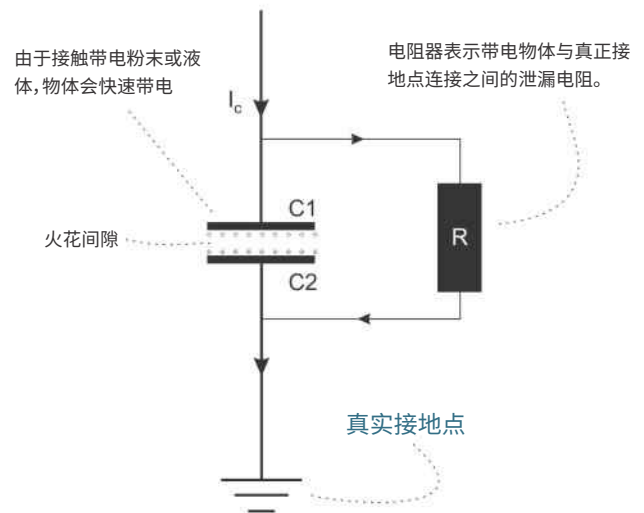 由于接触带电粉末或液
体，物体会快速带电
电阻器表示带电物体与真正接
地点连接之间的泄漏电阻。
Ic
C1
火花间隙
R
C2
真实接地点